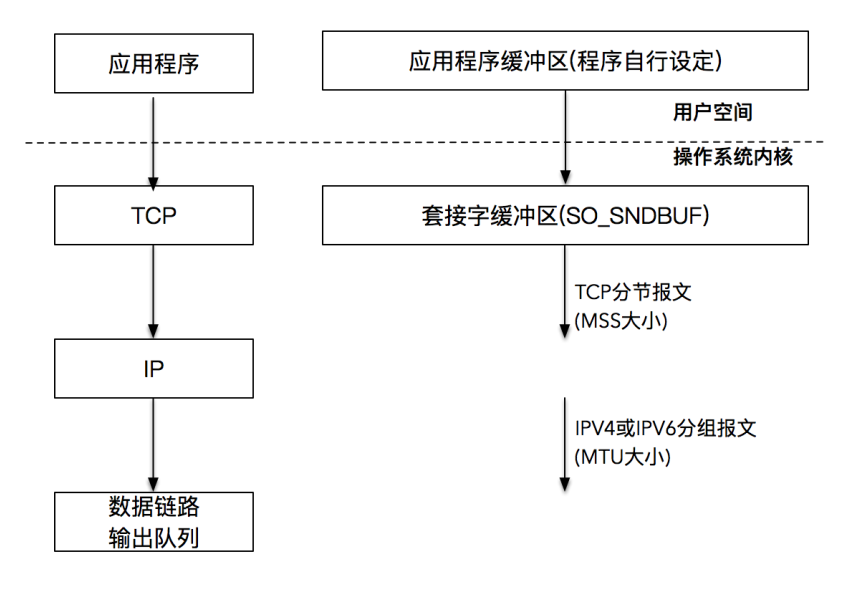 应用程序
应用程序缓冲区(程序自行设定)
用户空间
操作系统内核
TCP
套接字缓冲区(SO_SNDBUF)
TCP分节报文
(MSS大小)
IP
IPV4或IPV6分组报文
(MTU大小)
数据链路
输出队列